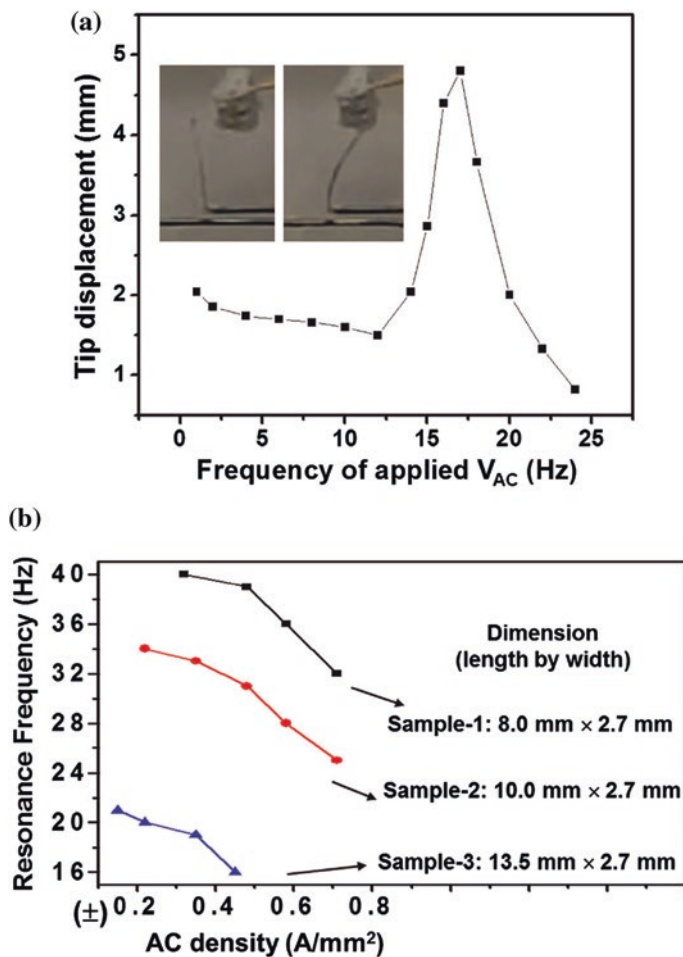 (a)
Tip displacement (mm)
5
4
3
2
1
0 5 10 15 20 25
Frequency of applied V_AC (Hz)
(b)
Resonance Frequency (Hz)
40
36
32
28
24
20
16
Dimension
(length by width)
Sample-1: 8.0 mm × 2.7 mm
Sample-2: 10.0 mm × 2.7 mm
Sample-3: 13.5 mm × 2.7 mm
(±) 0.2 0.4 0.6 0.8
AC density (A/mm²)